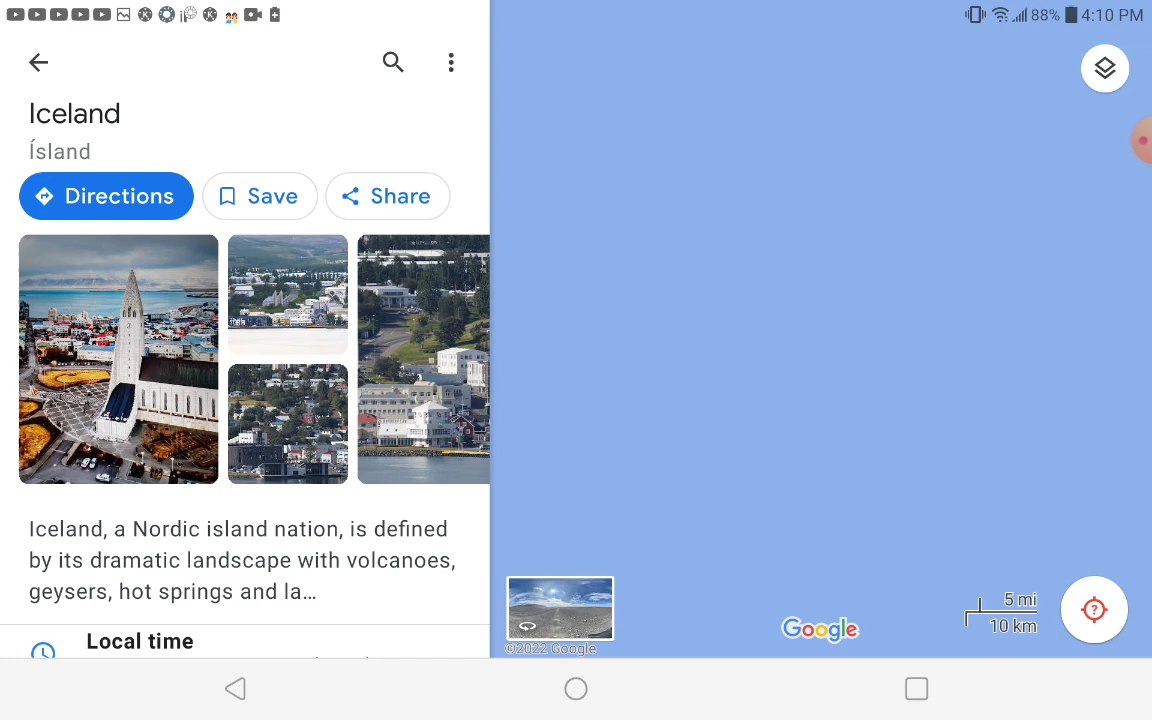 88% 4:10 PM
Iceland
Ísland
Directions Save Share
Iceland, a Nordic island nation, is defined
by its dramatic landscape with volcanoes,
geysers, hot springs and la...
Local time
5 mi
10 km
Google
©2022 Google